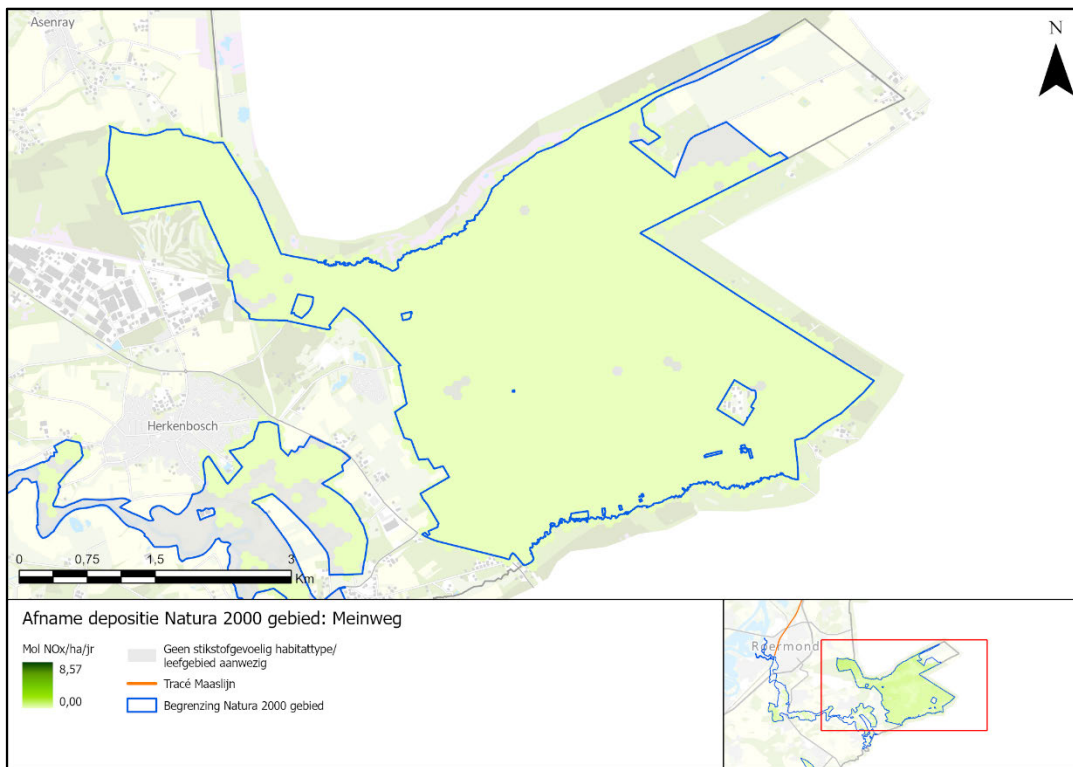 Asenray
N
Herkenbosch
0 0,75 1,5 3
Km
Afname depositie Natura 2000 gebied: Meinweg
Mol NOx/ha/jr
8,57
0,00
Geen stikstofgevoelig habitattype/
leefgebied aanwezig
Tracé Maaslijn
Begrenzing Natura 2000 gebied
Roermond